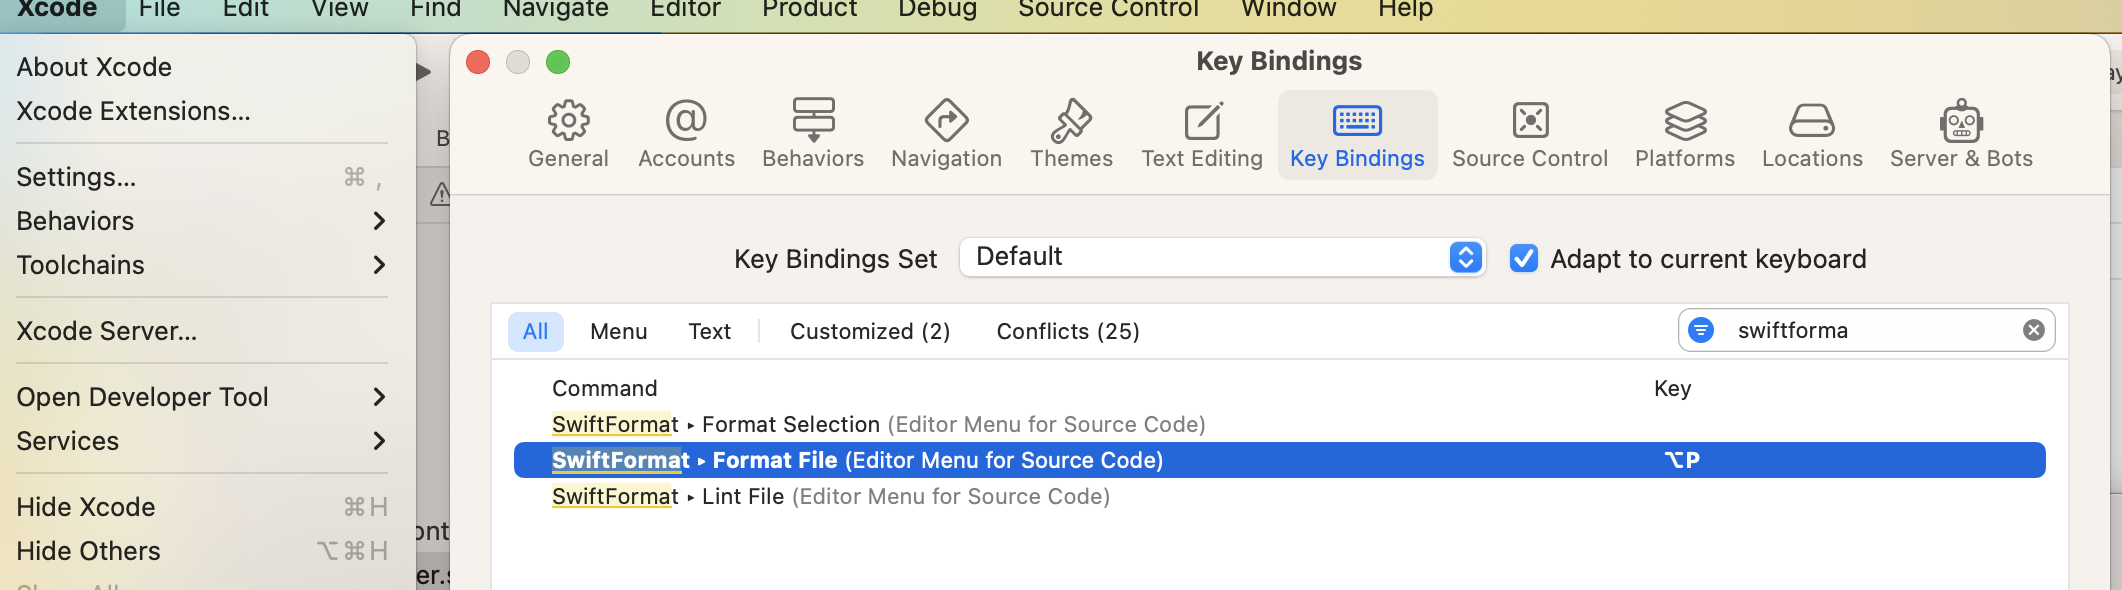 Xcode File Edit View Find Navigate Editor Product Debug Source Control Window Help
About Xcode
Xcode Extensions...
Settings... ⌘ ,
Behaviors
Toolchains
Xcode Server...
Open Developer Tool
Services
Hide Xcode ⌘H
Hide Others ⌥⌘H
Key Bindings
General Accounts Behaviors Navigation Themes Text Editing Key Bindings Source Control Platforms Locations Server & Bots
Key Bindings Set Default Adapt to current keyboard
All Menu Text Customized (2) Conflicts (25) swiftforma
Command Key
SwiftFormat ▸ Format Selection (Editor Menu for Source Code)
SwiftFormat ▸ Format File (Editor Menu for Source Code) ⌥P
SwiftFormat ▸ Lint File (Editor Menu for Source Code)